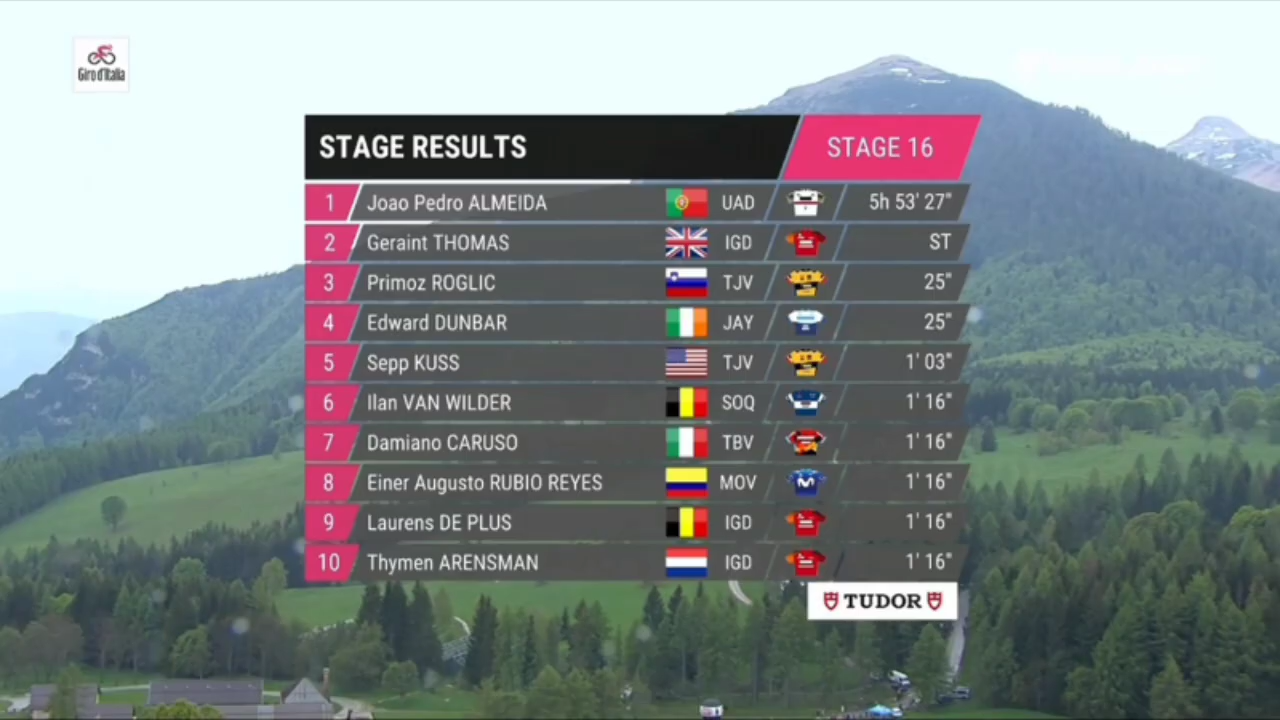 Giro d'Italia
STAGE RESULTS STAGE 16
1 Joao Pedro ALMEIDA UAD 5h 53' 27"
2 Geraint THOMAS IGD ST
3 Primoz ROGLIC TJV 25"
4 Edward DUNBAR JAY 25"
5 Sepp KUSS TJV 1' 03"
6 Ilan VAN WILDER SOQ 1' 16"
7 Damiano CARUSO TBV 1' 16"
8 Einer Augusto RUBIO REYES MOV 1' 16"
9 Laurens DE PLUS IGD 1' 16"
10 Thymen ARENSMAN IGD 1' 16"
TUDOR